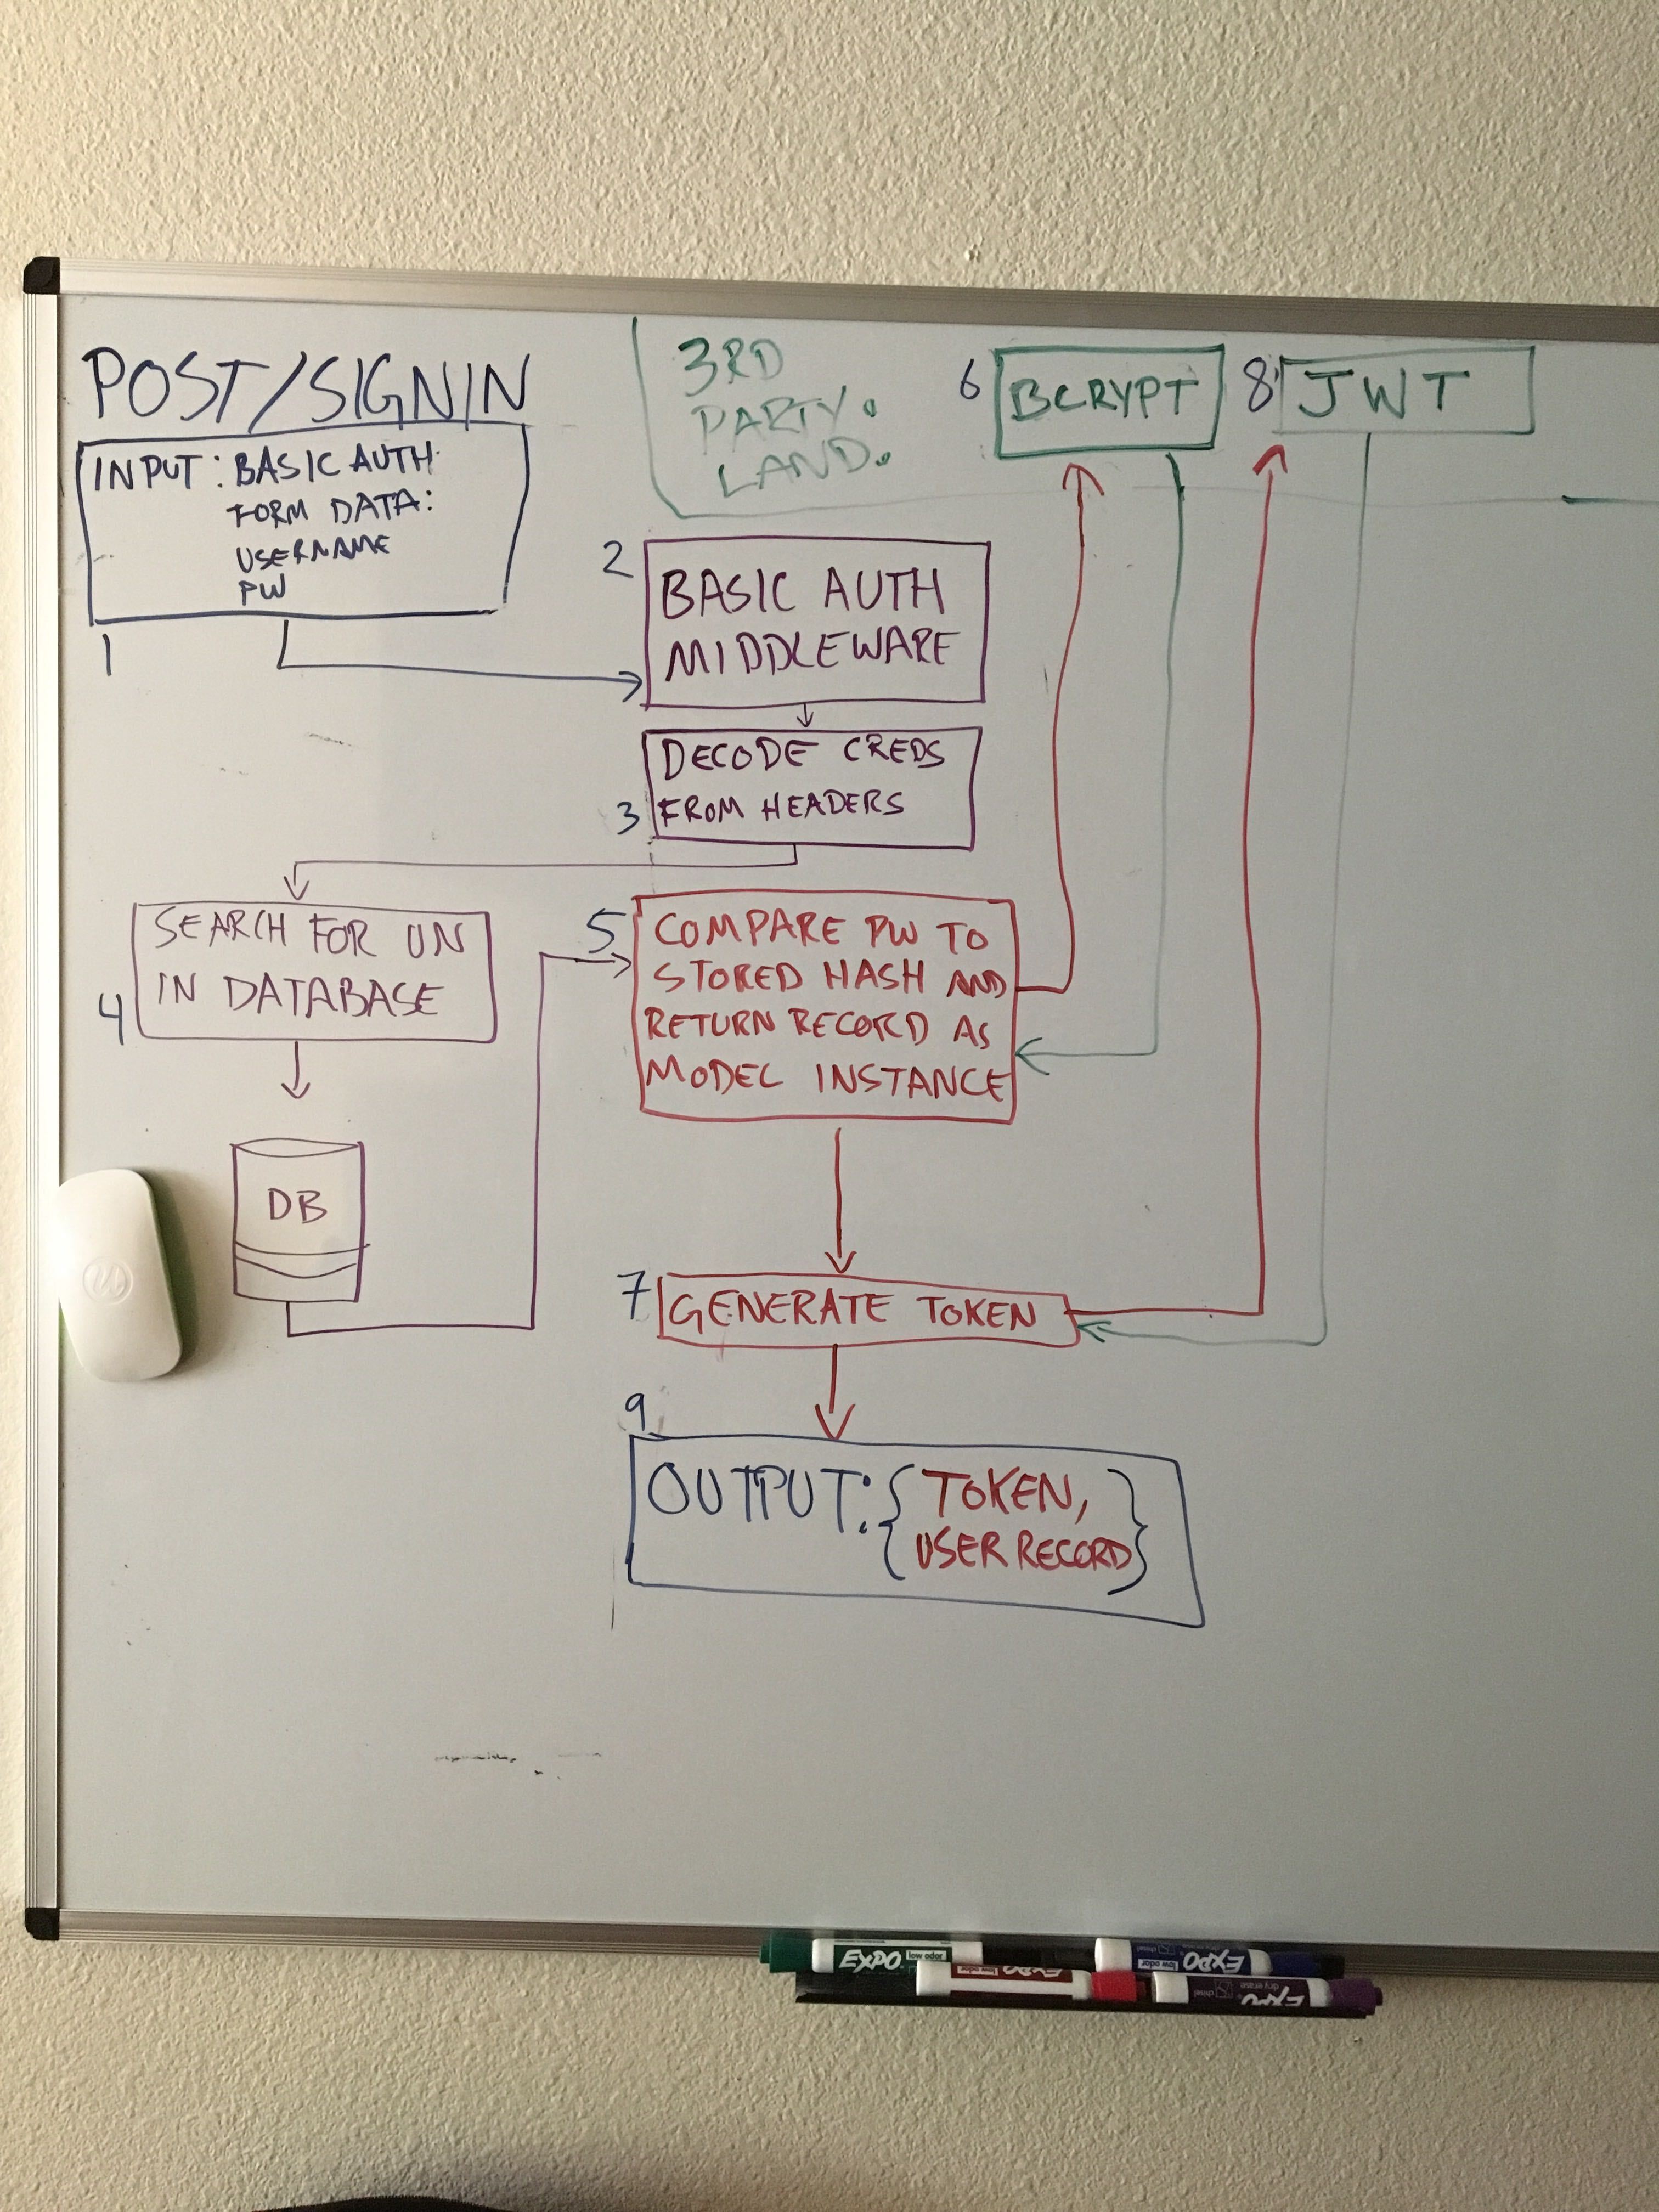 POST/SIGNIN
INPUT: BASIC AUTH
FORM DATA:
USERNAME
PW
1
3RD
PARTY.
LAND.
6
BCRYPT
8
JWT
2
BASIC AUTH
MIDDLEWARE
DECODE CREDS
3
FROM HEADERS
SEARCH FOR UN
IN DATABASE
4
DB
5
COMPARE PW TO
STORED HASH AND
RETURN RECORD AS
MODEL INSTANCE
7
GENERATE TOKEN
9
OUTPUT: { TOKEN,
USER RECORD }
EXPO low odor
low odor EXPO
low odor EXPO
dry erase EXPO